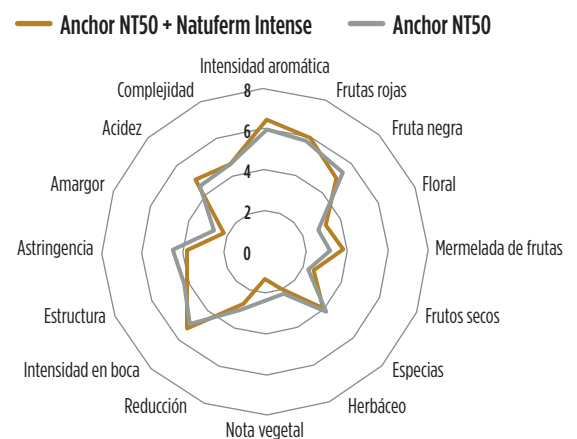 Anchor NT50 + Natuferm Intense
Anchor NT50
Intensidad aromática
Frutas rojas
Fruta negra
Floral
Mermelada de frutas
Frutos secos
Especias
Herbáceo
Nota vegetal
Reducción
Intensidad en boca
Estructura
Astringencia
Amargor
Acidez
Complejidad
8
6
4
2
0